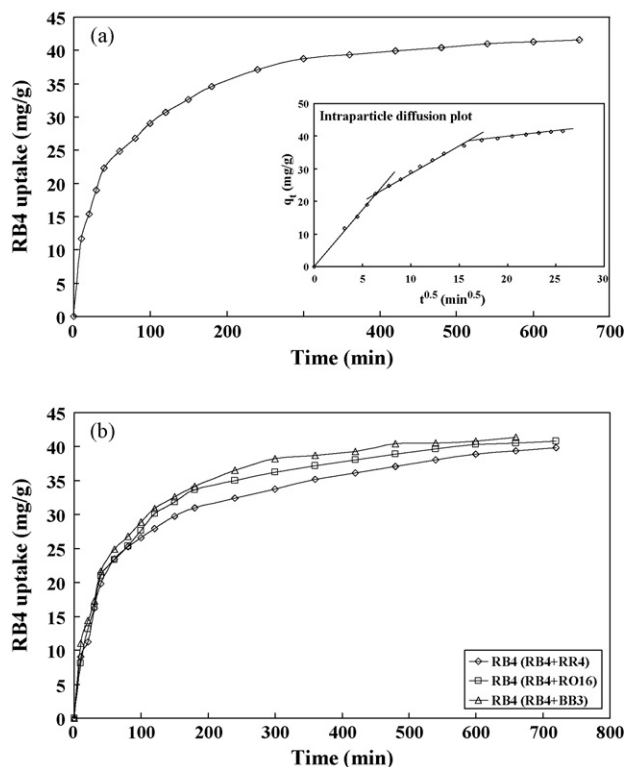 (a)
RB4 uptake (mg/g)
45
40
35
30
25
20
15
10
5
0
0 100 200 300 400 500 600 700
Time (min)
Intraparticle diffusion plot
qt (mg/g)
50
40
30
20
10
0
0 5 10 15 20 25 30
t0.5 (min0.5)
(b)
RB4 uptake (mg/g)
45
40
35
30
25
20
15
10
5
0
0 100 200 300 400 500 600 700 800
Time (min)
RB4 (RB4+RR4)
RB4 (RB4+RO16)
RB4 (RB4+BB3)